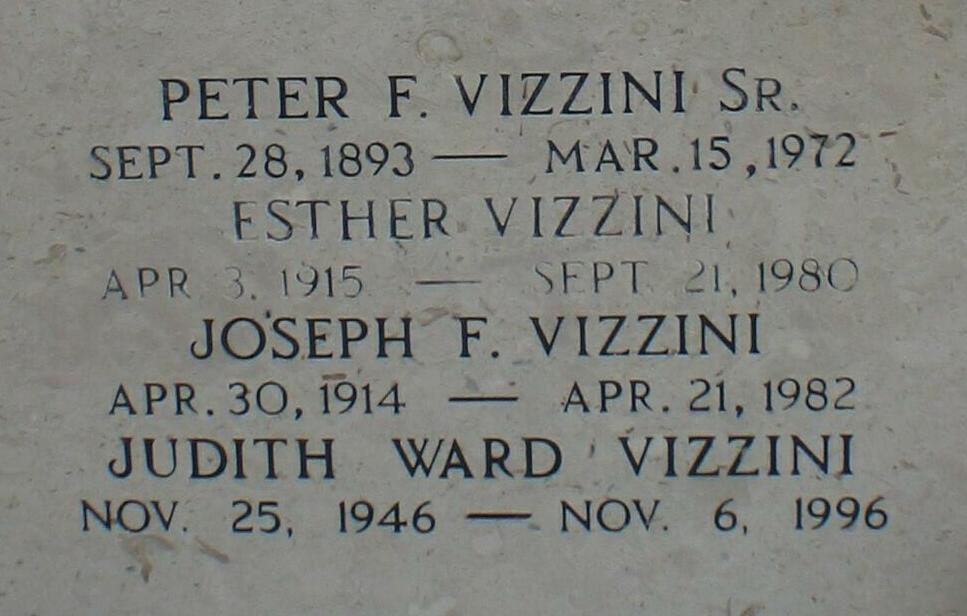 PETER F. VIZZINI SR.
SEPT. 28, 1893 — MAR. 15, 1972
ESTHER VIZZINI
APR 3, 1915 — SEPT 21, 1980
JOSEPH F. VIZZINI
APR. 30, 1914 — APR. 21, 1982
JUDITH WARD VIZZINI
NOV. 25, 1946 — NOV. 6, 1996